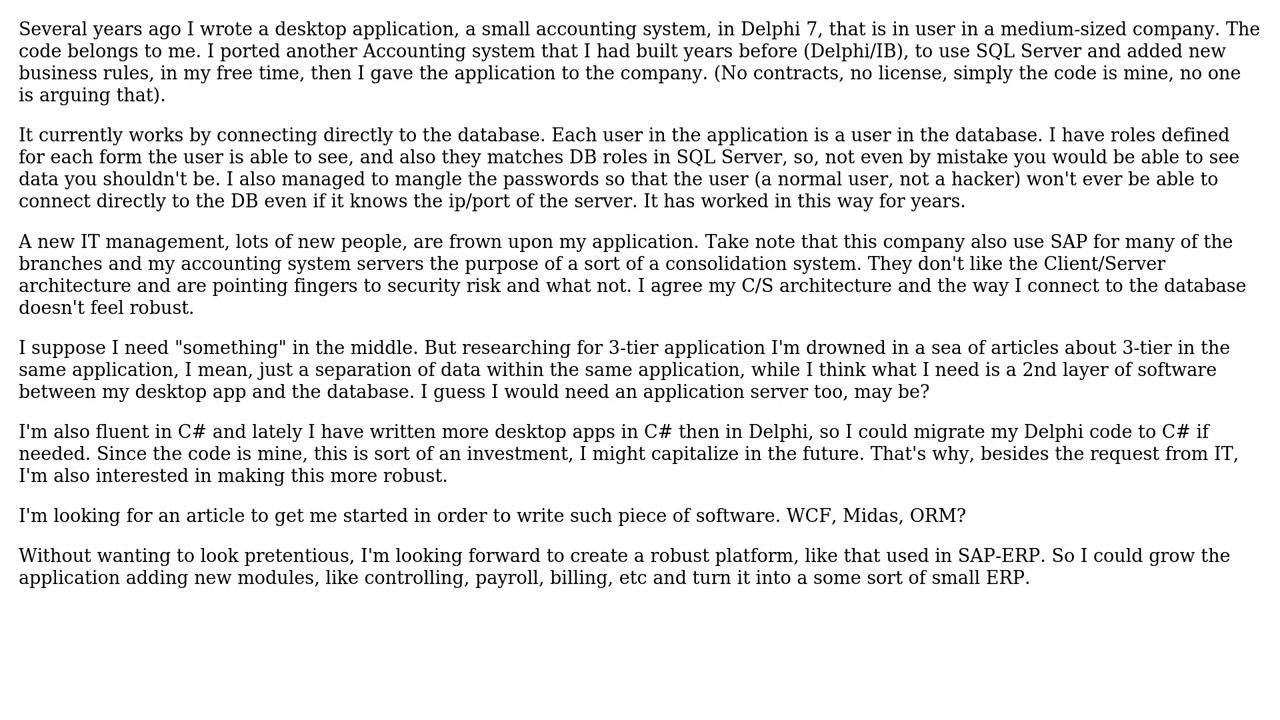 Several years ago I wrote a desktop application, a small accounting system, in Delphi 7, that is in user in a medium-sized company. The
code belongs to me. I ported another Accounting system that I had built years before (Delphi/IB), to use SQL Server and added new
business rules, in my free time, then I gave the application to the company. (No contracts, no license, simply the code is mine, no one
is arguing that).
It currently works by connecting directly to the database. Each user in the application is a user in the database. I have roles defined
for each form the user is able to see, and also they matches DB roles in SQL Server, so, not even by mistake you would be able to see
data you shouldn't be. I also managed to mangle the passwords so that the user (a normal user, not a hacker) won't ever be able to
connect directly to the DB even if it knows the ip/port of the server. It has worked in this way for years.
A new IT management, lots of new people, are frown upon my application. Take note that this company also use SAP for many of the
branches and my accounting system servers the purpose of a sort of a consolidation system. They don't like the Client/Server
architecture and are pointing fingers to security risk and what not. I agree my C/S architecture and the way I connect to the database
doesn't feel robust.
I suppose I need "something" in the middle. But researching for 3-tier application I'm drowned in a sea of articles about 3-tier in the
same application, I mean, just a separation of data within the same application, while I think what I need is a 2nd layer of software
between my desktop app and the database. I guess I would need an application server too, may be?
I'm also fluent in C# and lately I have written more desktop apps in C# then in Delphi, so I could migrate my Delphi code to C# if
needed. Since the code is mine, this is sort of an investment, I might capitalize in the future. That's why, besides the request from IT,
I'm also interested in making this more robust.
I'm looking for an article to get me started in order to write such piece of software. WCF, Midas, ORM?
Without wanting to look pretentious, I'm looking forward to create a robust platform, like that used in SAP-ERP. So I could grow the
application adding new modules, like controlling, payroll, billing, etc and turn it into a some sort of small ERP.